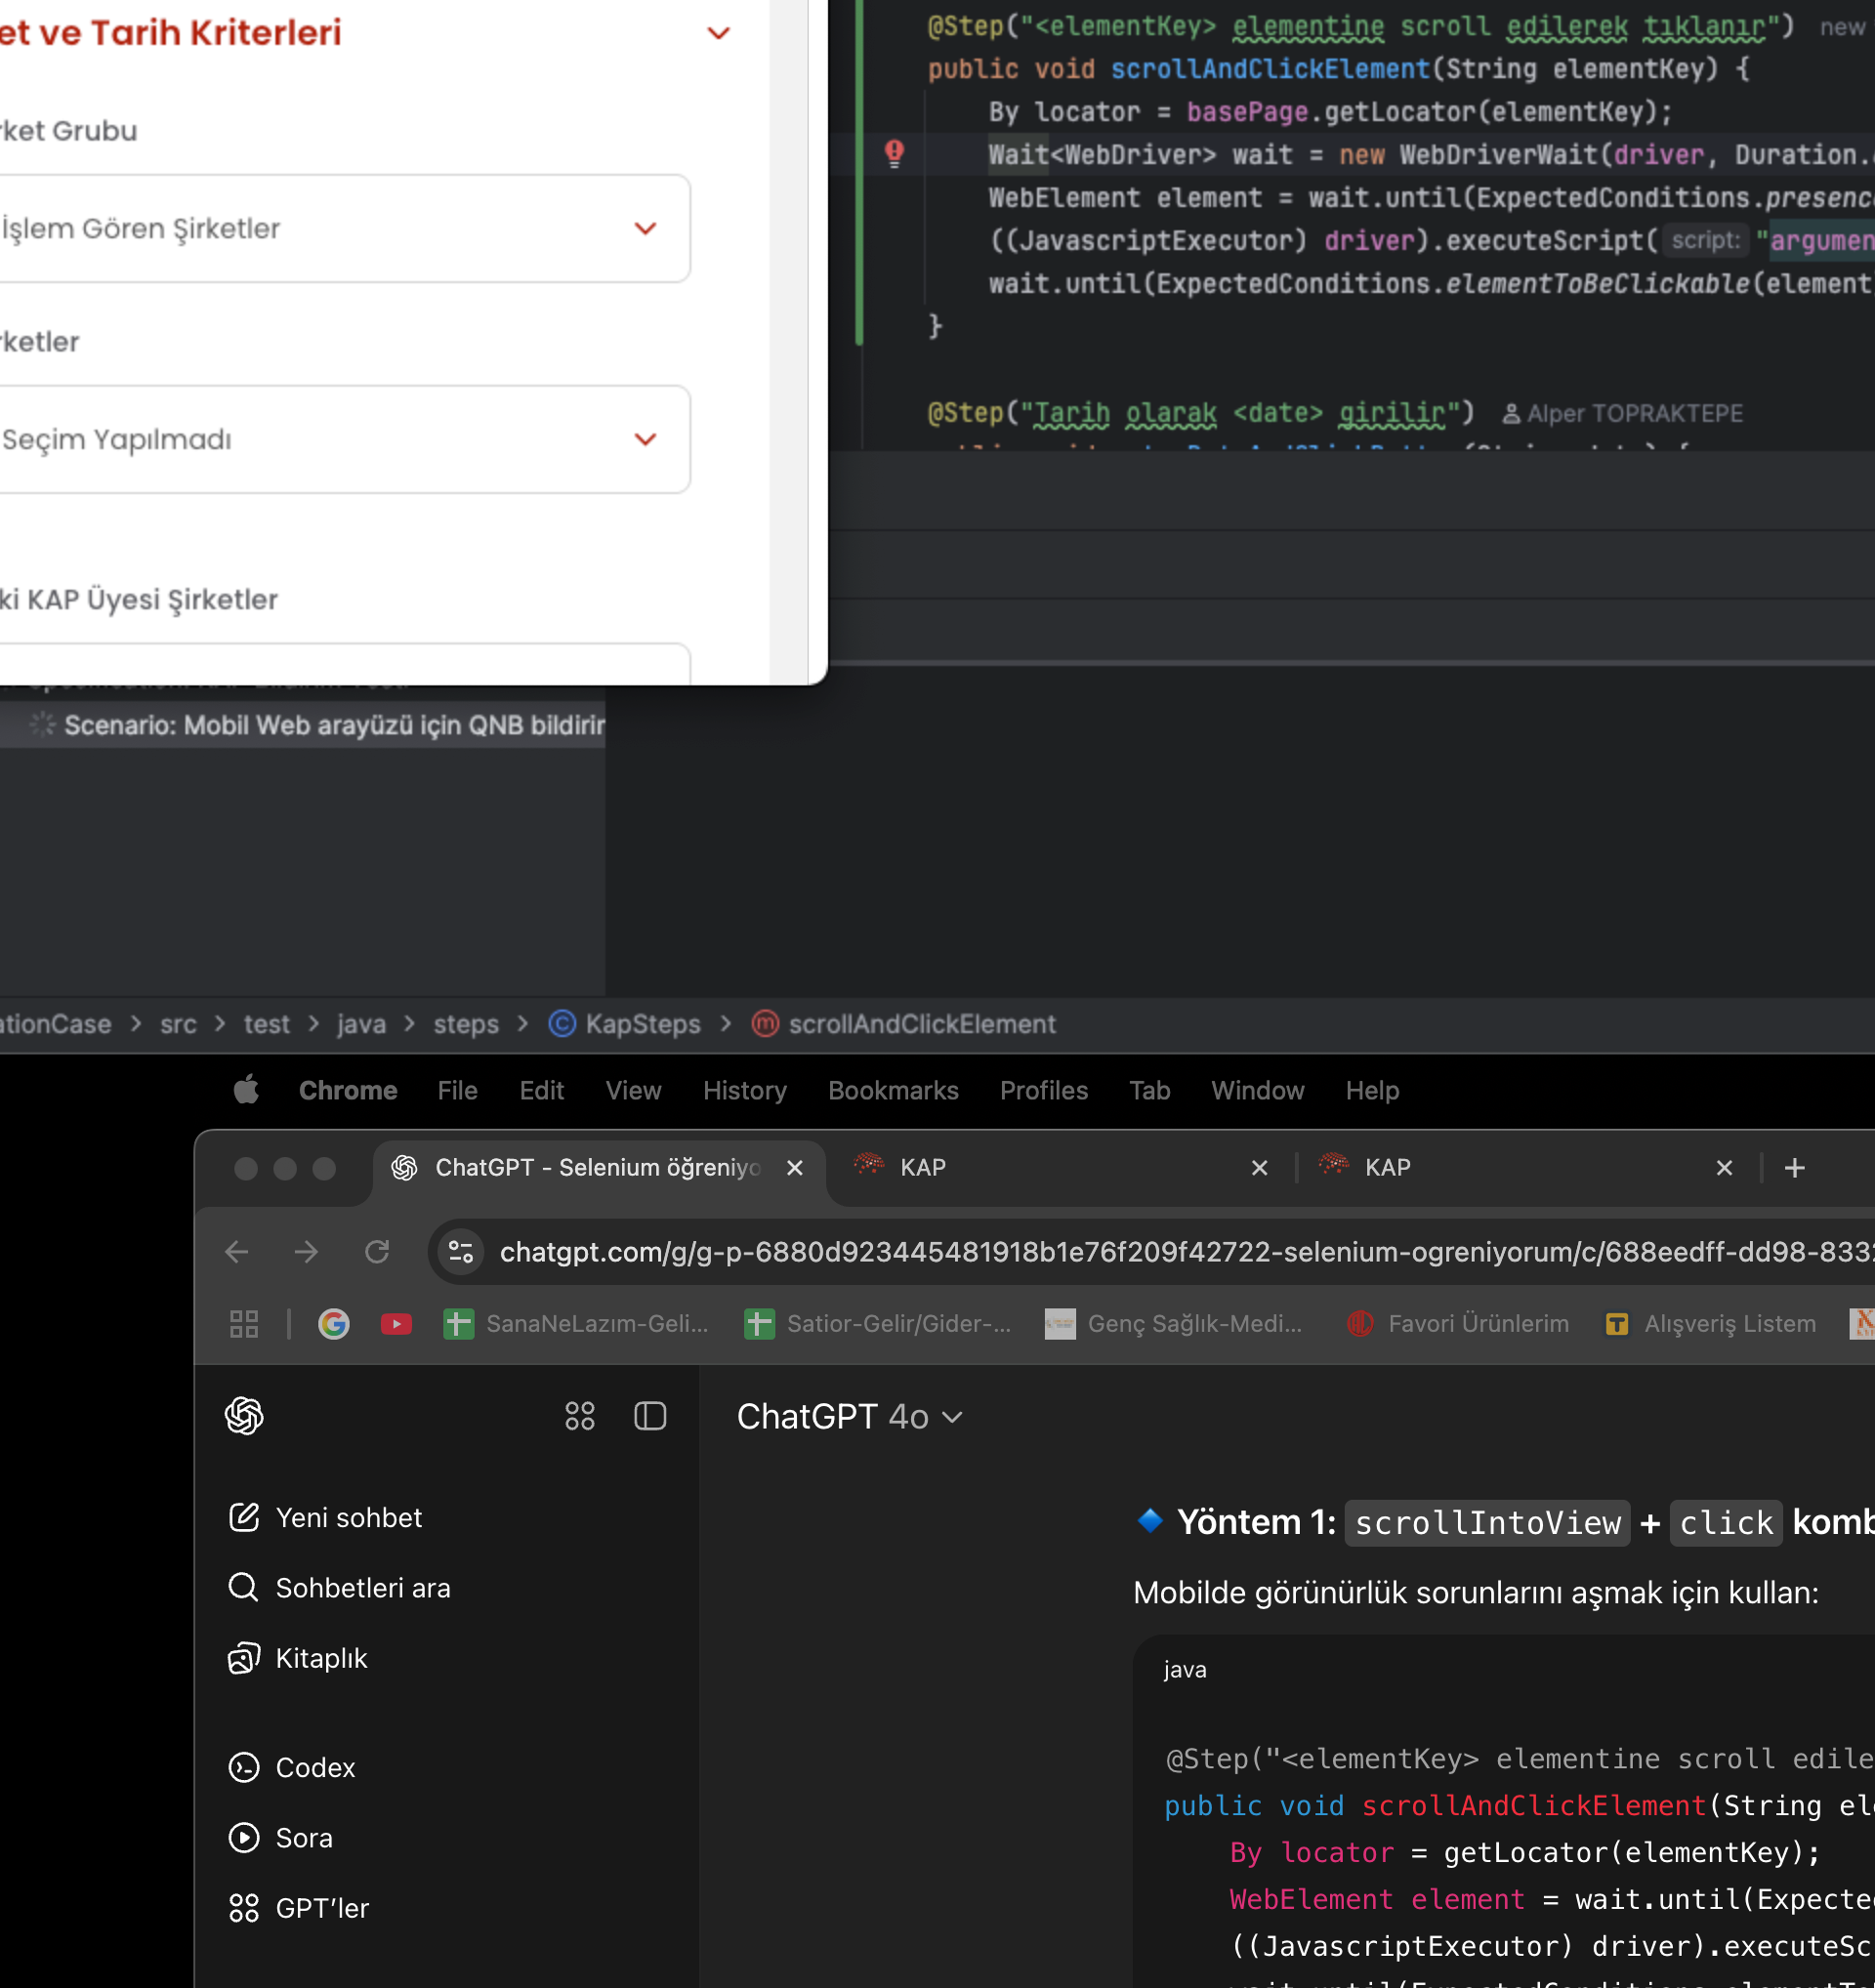 et ve Tarih Kriterleri
rket Grubu
İşlem Gören Şirketler
rketler
Seçim Yapılmadı
ki KAP Üyesi Şirketler
@Step("<elementKey> elementine scroll edilerek tıklanır") new
public void scrollAndClickElement(String elementKey) {
By locator = basePage.getLocator(elementKey);
Wait<WebDriver> wait = new WebDriverWait(driver, Duration.
WebElement element = wait.until(ExpectedConditions.presenc
((JavascriptExecutor) driver).executeScript( script: "argumen
wait.until(ExpectedConditions.elementToBeClickable(element
}
@Step("Tarih olarak <date> girilir") Alper TOPRAKTEPE
Scenario: Mobil Web arayüzü için QNB bildirir
ationCase > src > test > java > steps > KapSteps > scrollAndClickElement
Chrome File Edit View History Bookmarks Profiles Tab Window Help
ChatGPT - Selenium öğreniyo KAP KAP
chatgpt.com/g/g-p-6880d923445481918b1e76f209f42722-selenium-ogreniyorum/c/688eedff-dd98-833
SanaNeLazım-Geli... Satior-Gelir/Gider-... Genç Sağlık-Medi... Favori Ürünlerim Alışveriş Listem
ChatGPT 4o
Yeni sohbet
Sohbetleri ara
Kitaplık
Codex
Sora
GPT'ler
Yöntem 1: scrollIntoView + click komb
Mobilde görünürlük sorunlarını aşmak için kullan:
java
@Step("<elementKey> elementine scroll edile
public void scrollAndClickElement(String ele
By locator = getLocator(elementKey);
WebElement element = wait.until(Expected
((JavascriptExecutor) driver).executeScr